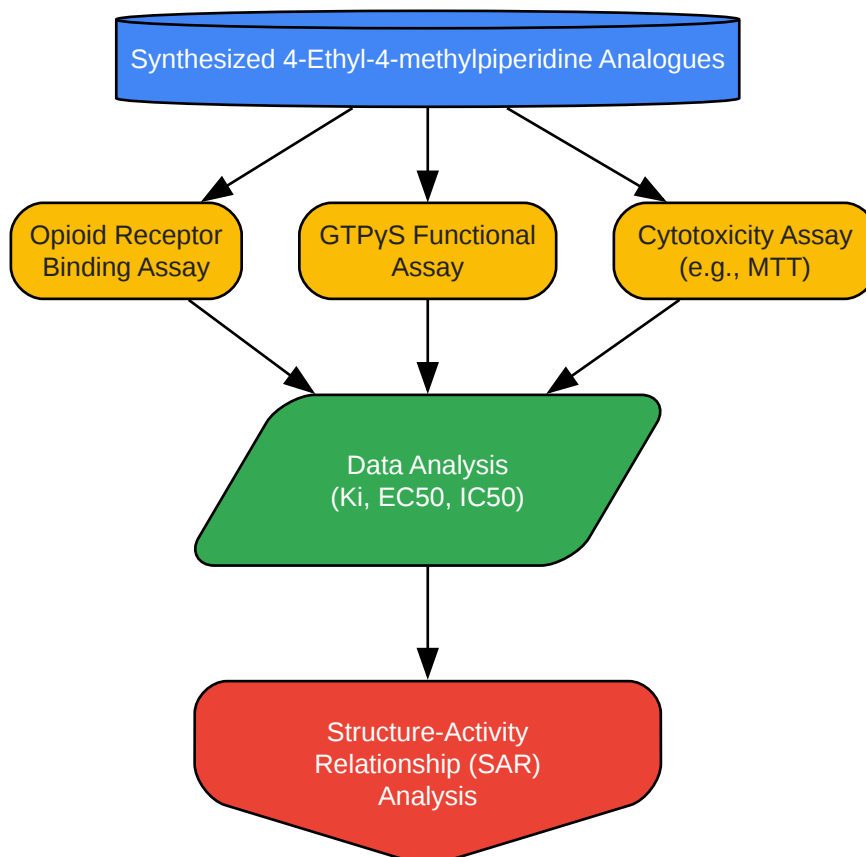 Synthesized 4-Ethyl-4-methylpiperidine Analogues
Opioid Receptor
Binding Assay
GTPγS Functional
Assay
Cytotoxicity Assay
(e.g., MTT)
Data Analysis
(Ki, EC50, IC50)
Structure-Activity
Relationship (SAR)
Analysis